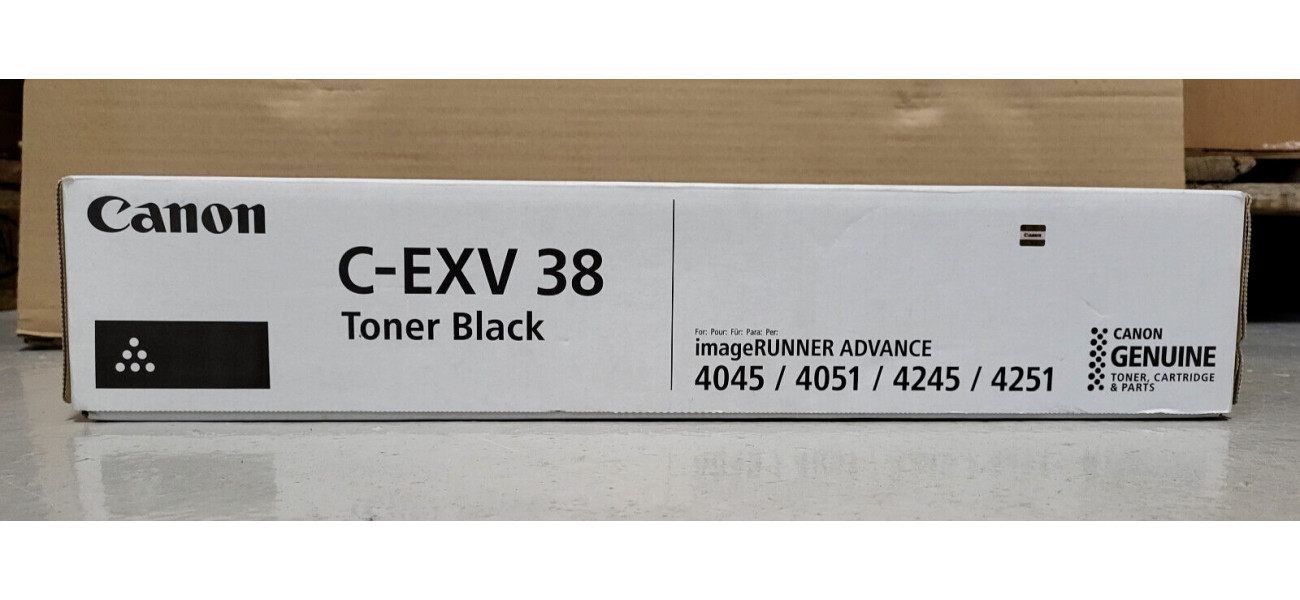 Canon
C-EXV 38
Toner Black
Canon
For: Pour: Für: Para: Per:
imageRUNNER ADVANCE
4045 / 4051 / 4245 / 4251
CANON
GENUINE
TONER, CARTRIDGE
& PARTS